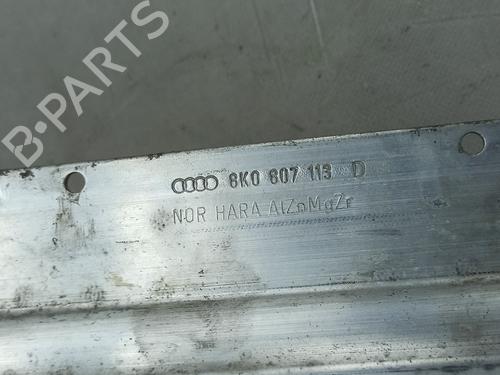 B-PARTS
8K0 807 113 D
NOR HARA AlZnMgZr